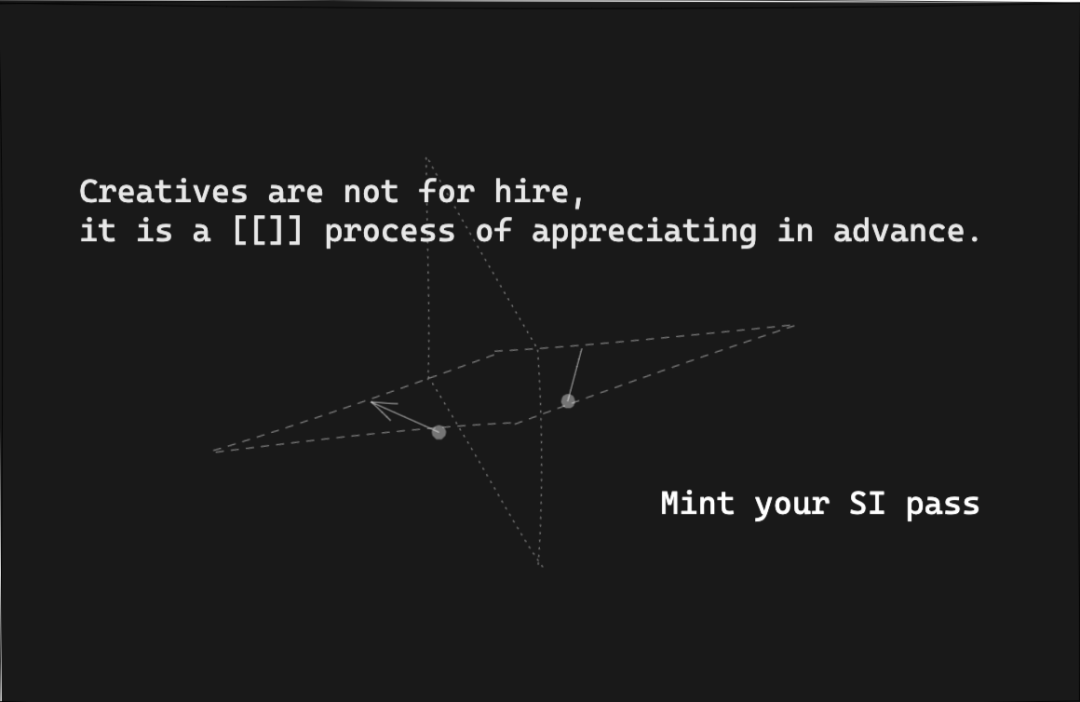 Creatives are not for hire,
it is a [[]] process of appreciating in advance.
Mint your SI pass